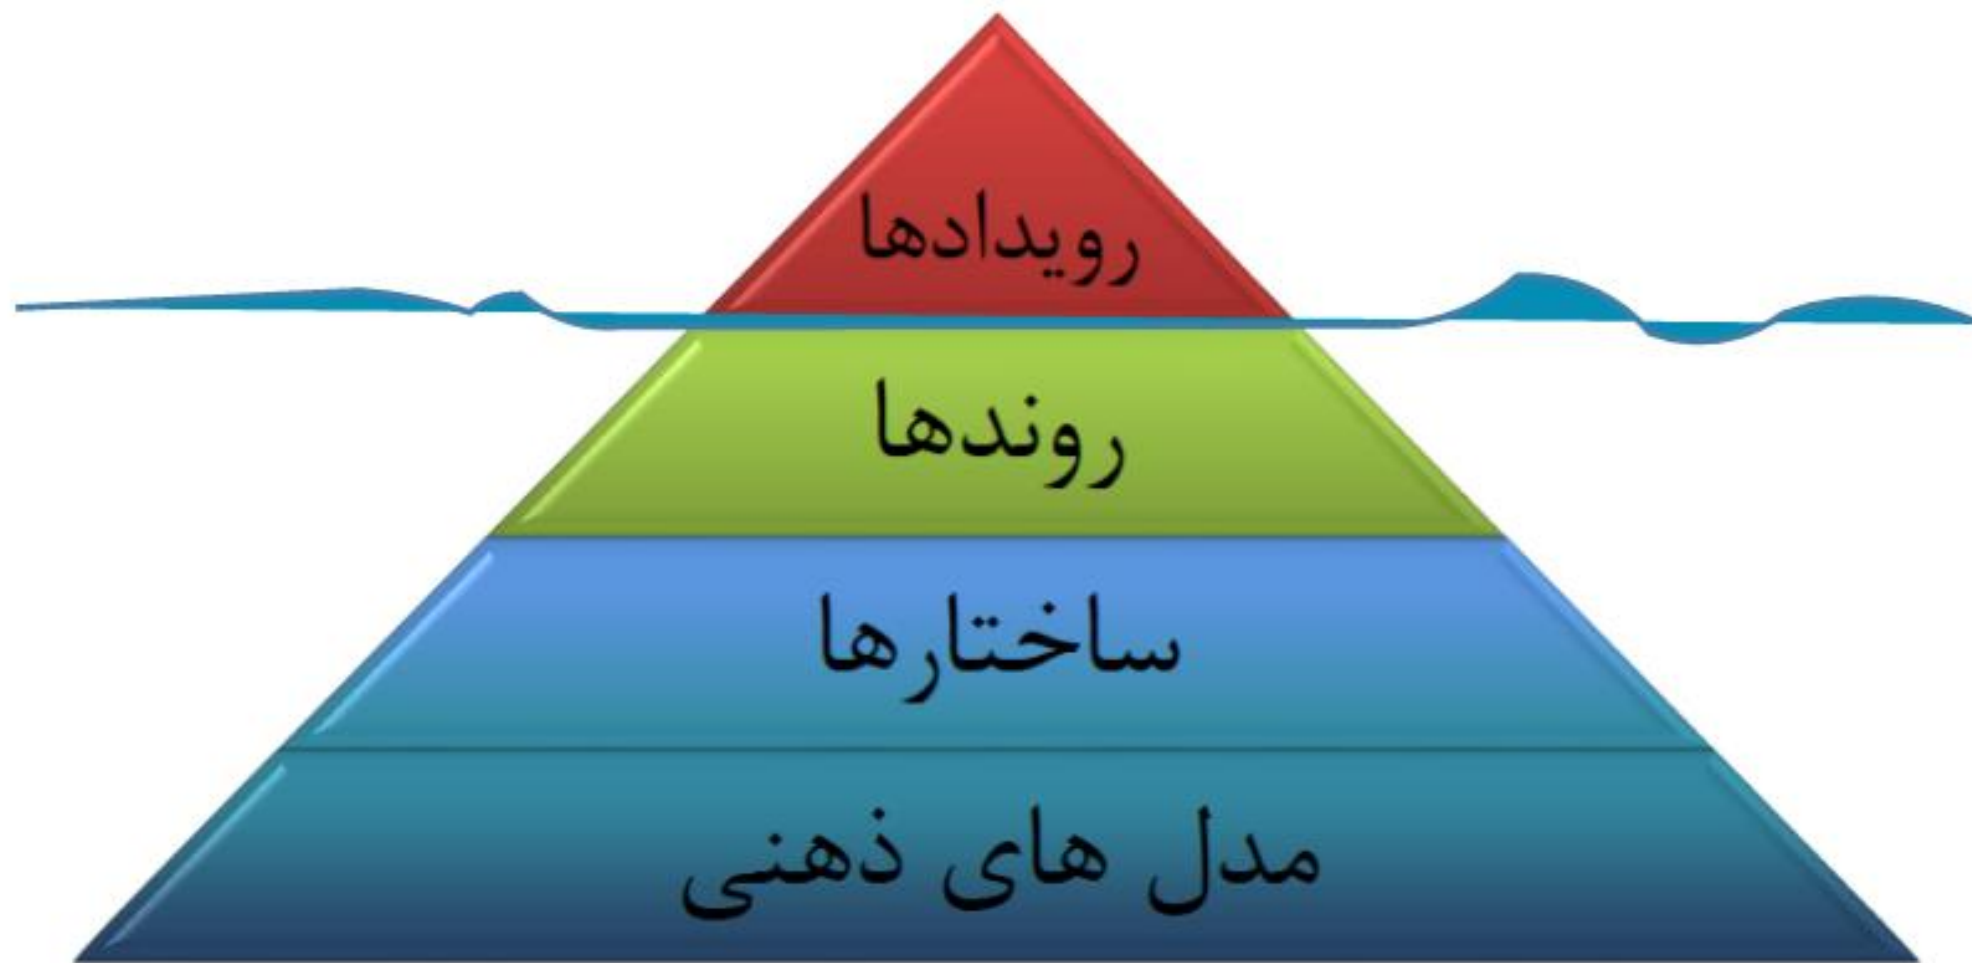 رویدادها
روندها
ساختارها
مدل های ذهنی